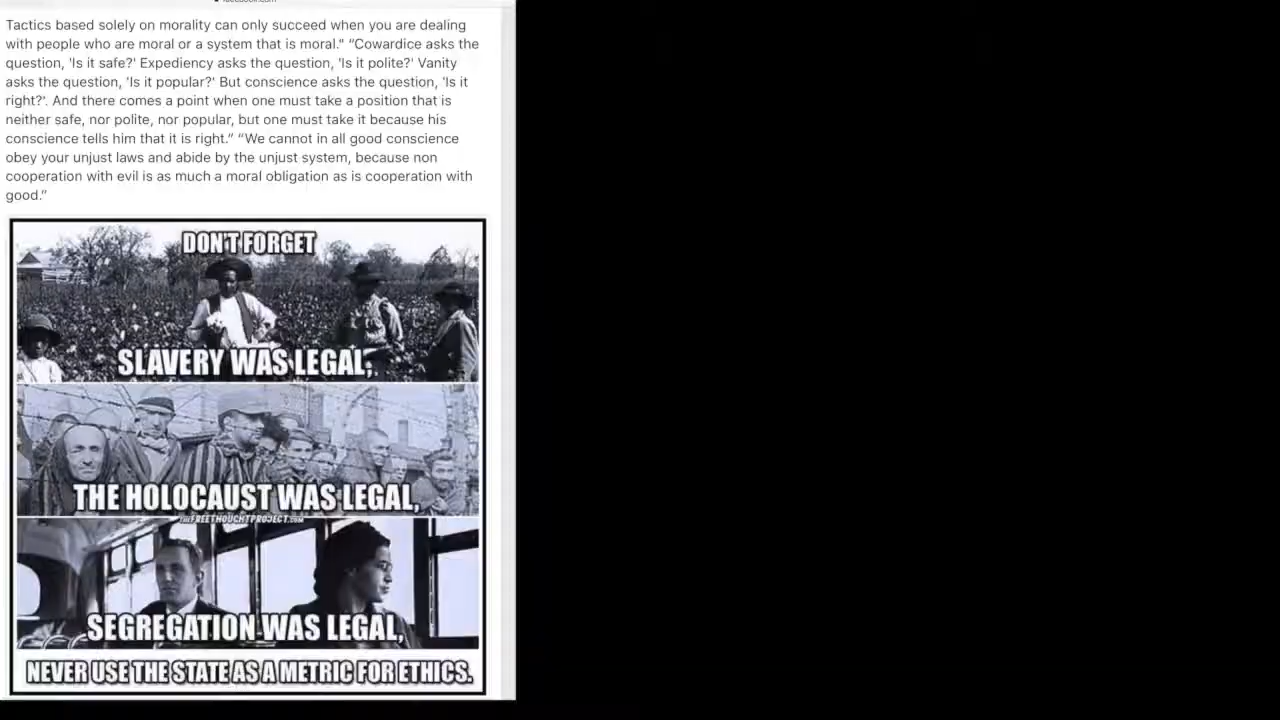 Tactics based solely on morality can only succeed when you are dealing
with people who are moral or a system that is moral." "Cowardice asks the
question, 'Is it safe?' Expediency asks the question, 'Is it polite?' Vanity
asks the question, 'Is it popular?' But conscience asks the question, 'Is it
right?'. And there comes a point when one must take a position that is
neither safe, nor polite, nor popular, but one must take it because his
conscience tells him that it is right." "We cannot in all good conscience
obey your unjust laws and abide by the unjust system, because non
cooperation with evil is as much a moral obligation as is cooperation with
good."
DON'T FORGET
SLAVERY WAS LEGAL;
THE HOLOCAUST WAS LEGAL,
THEFREETHOUGHTPROJECT.COM
SEGREGATION WAS LEGAL,
NEVER USE THE STATE AS A METRIC FOR ETHICS.